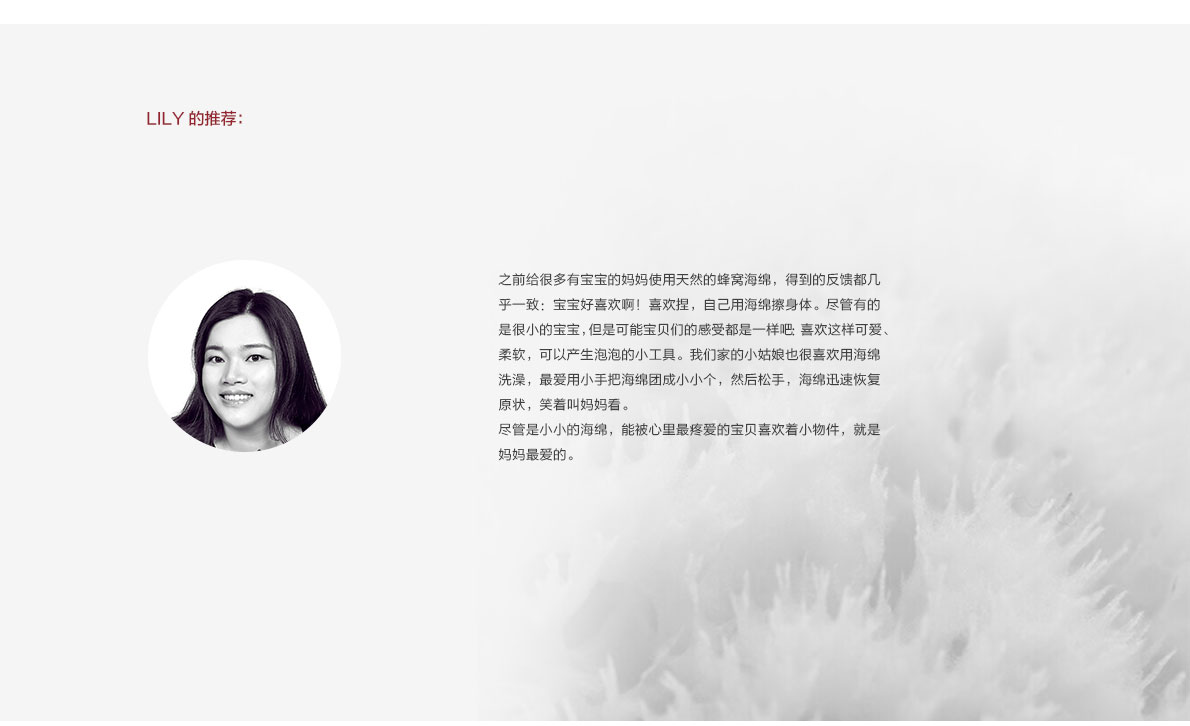 LILY 的推荐：
之前给很多有宝宝的妈妈使用天然的蜂窝海绵，得到的反馈都几
乎一致：宝宝好喜欢啊！喜欢捏，自己用海绵擦身体。尽管有的
是很小的宝宝，但是可能宝贝们的感受都是一样吧：喜欢这样可爱、
柔软，可以产生泡泡的小工具。我们家的小姑娘也很喜欢用海绵
洗澡，最爱用小手把海绵团成小小个，然后松手，海绵迅速恢复
原状，笑着叫妈妈看。
尽管是小小的海绵，能被心里最疼爱的宝贝喜欢着小物件，就是
妈妈最爱的。